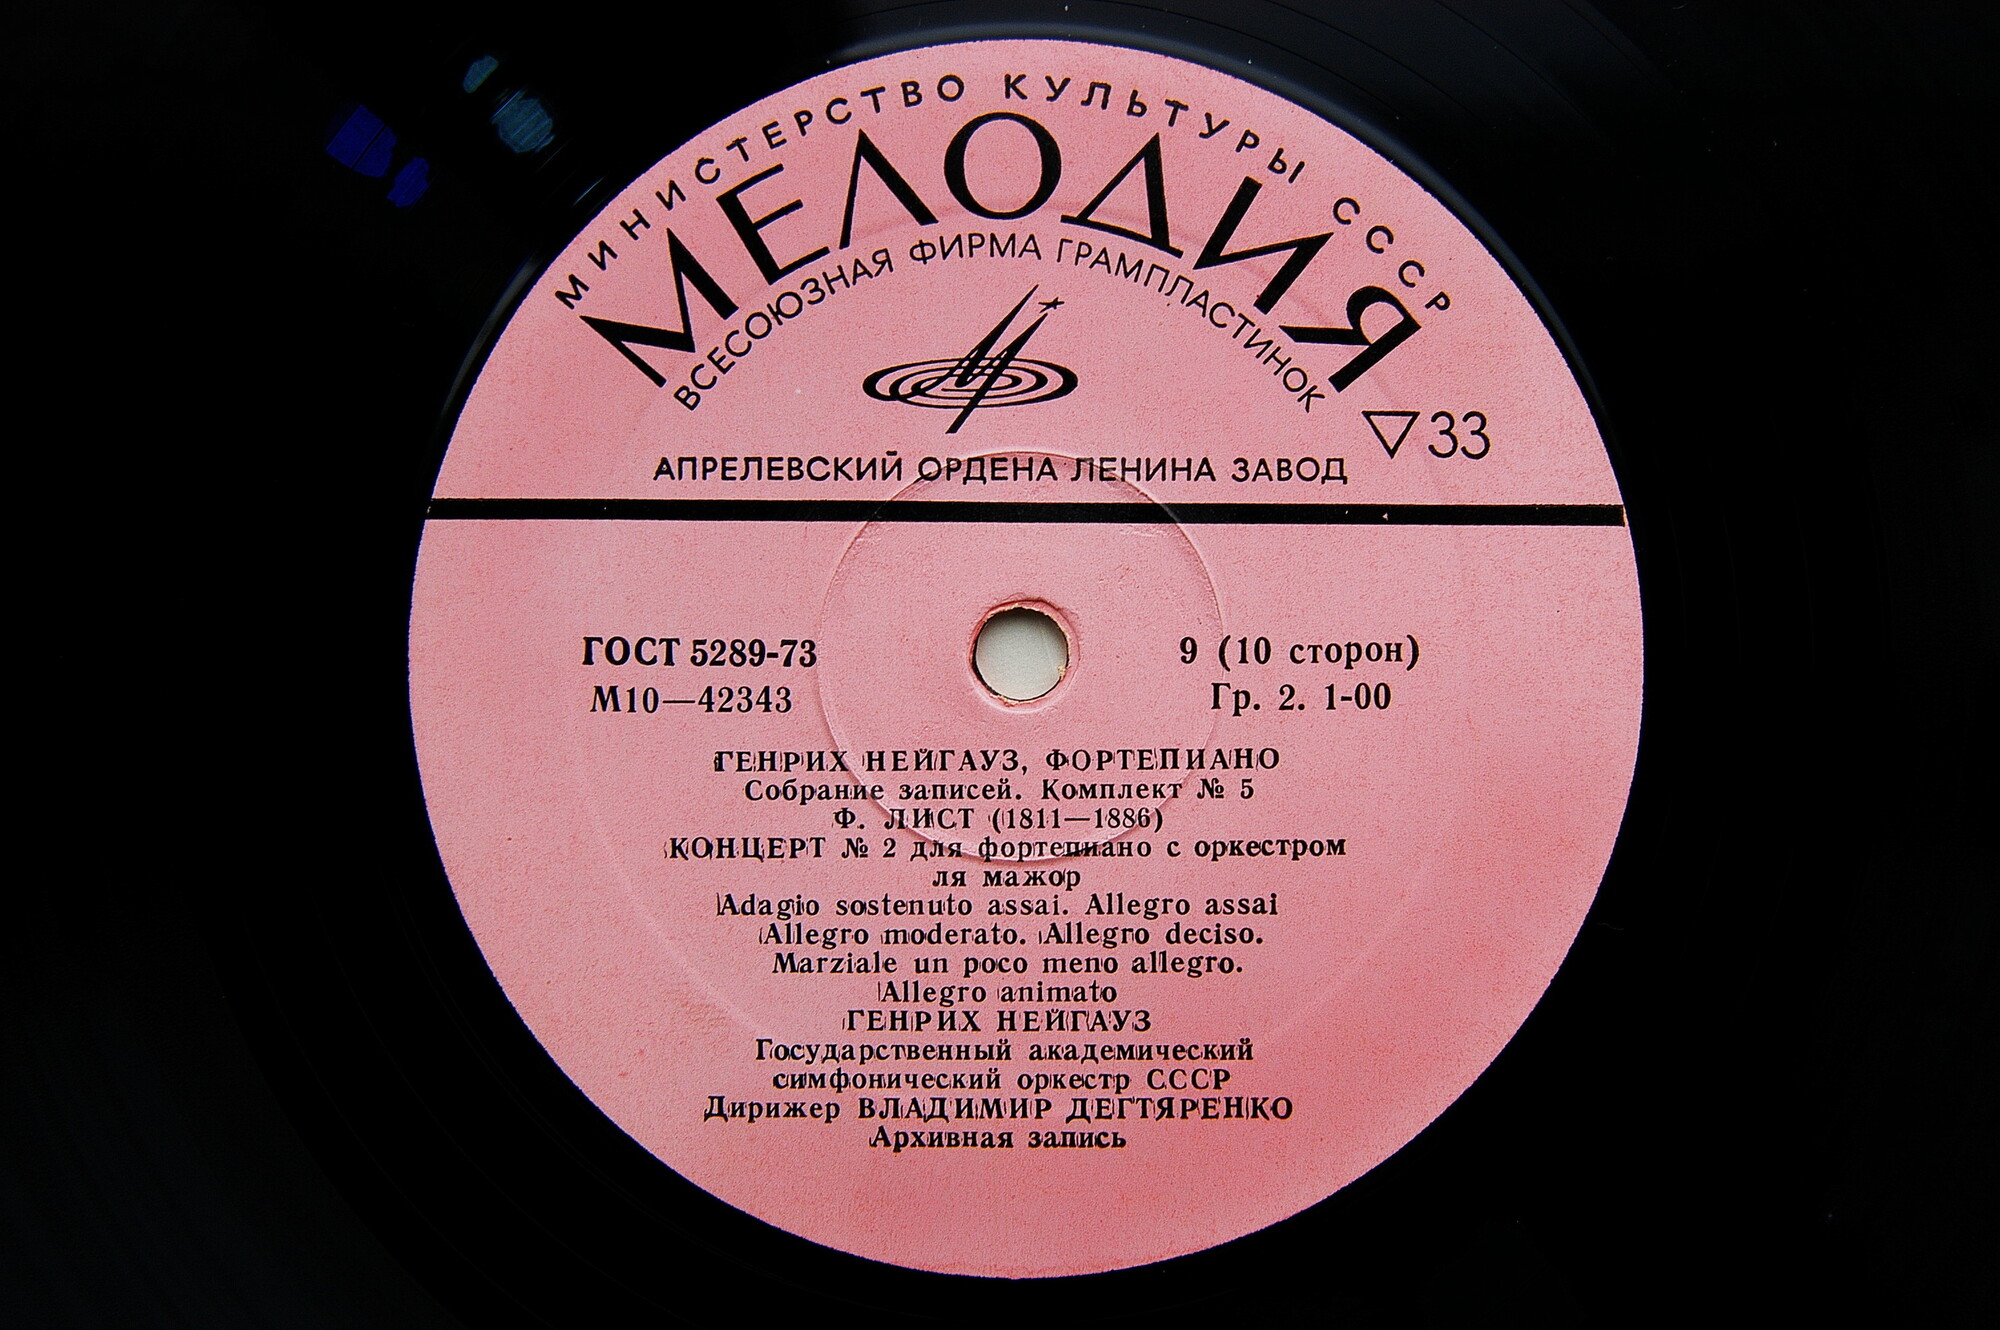 МИНИСТЕРСТВО КУЛЬТУРЫ СССР
МЕЛОДИЯ
ВСЕСОЮЗНАЯ ФИРМА ГРАМПЛАСТИНОК
33
АПРЕЛЕВСКИЙ ОРДЕНА ЛЕНИНА ЗАВОД
ГОСТ 5289-73
М10—42343
9 (10 сторон)
Гр. 2. 1-00
ГЕНРИХ НЕЙГАУЗ, ФОРТЕПИАНО
Собрание записей. Комплект № 5
Ф. ЛИСТ (1811—1886)
КОНЦЕРТ № 2 для фортепиано с оркестром
ля мажор
Adagio sostenuto assai. Allegro assai
Allegro moderato. Allegro deciso.
Marziale un poco meno allegro.
Allegro animato
ГЕНРИХ НЕЙГАУЗ
Государственный академический
симфонический оркестр СССР
Дирижер ВЛАДИМИР ДЕГТЯРЕНКО
Архивная запись